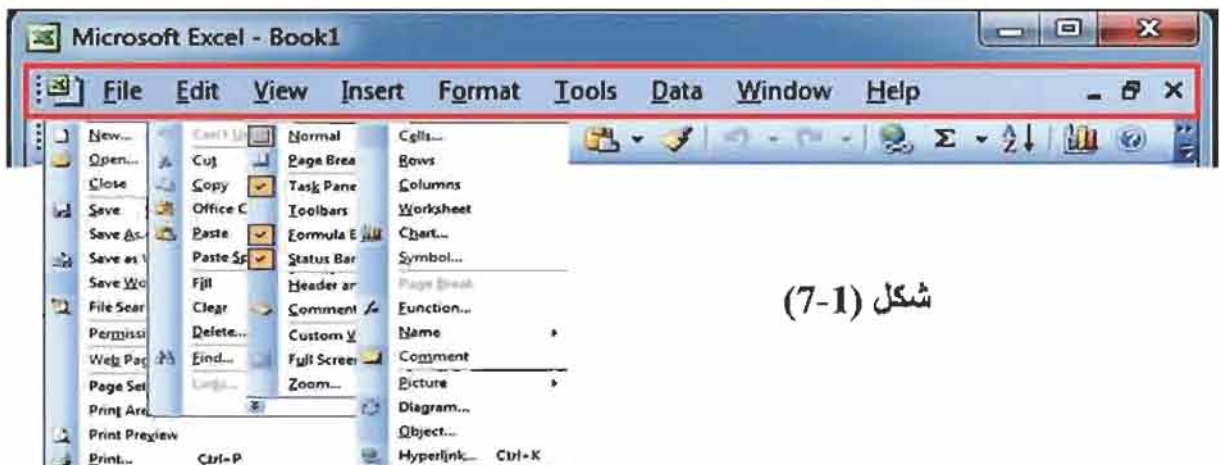 Microsoft Excel - Book1
File Edit View Insert Format Tools Data Window Help
New...
Open...
Close
Save
Save As
Save as
Save Wo
File Sear
Permissi
Web Pag
Page Set
Print Are
Print Preview
Print... Ctrl+P
Cut
Copy
Office C
Paste
Paste Sp
Fill
Clear
Delete...
Find...
Normal
Page Brea
Task Pane
Toolbars
Formula B
Status Bar
Header ar
Comment
Custom V
Full Screen
Zoom...
Cells...
Rows
Columns
Worksheet
Chart...
Symbol...
Page Break
Function...
Name
Comment
Picture
Diagram...
Object...
Hyperlink... Ctrl+K
شكل (1-7)